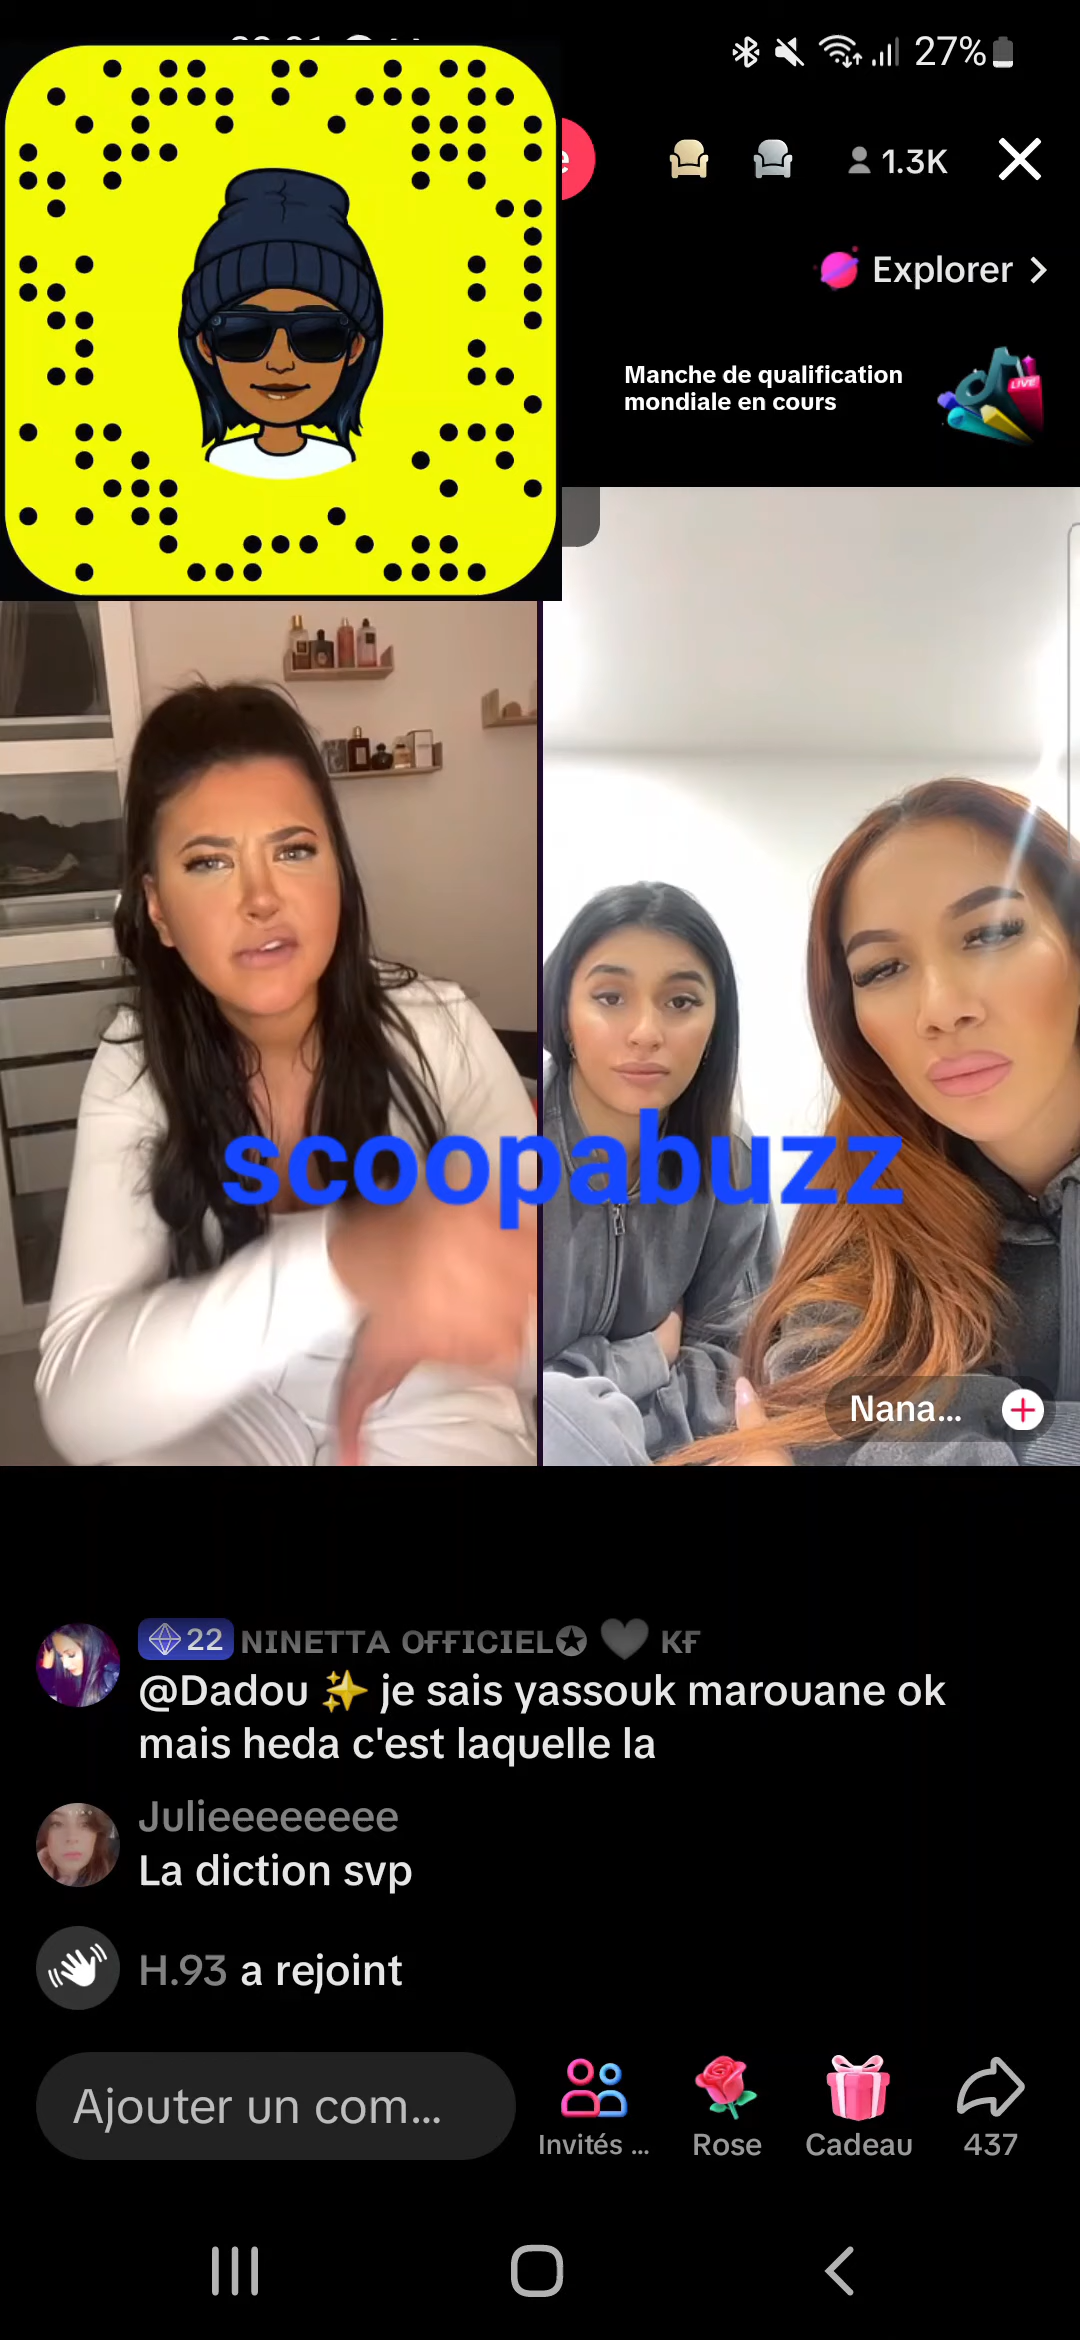 27%
1.3K
Explorer
Manche de qualification
mondiale en cours
LIVE
scoopabuzz
Nana...
22 NINETTA OFFICIEL✪ 🖤 KF
@Dadou ✨ je sais yassouk marouane ok
mais heda c'est laquelle la
Julieeeeeeeee
La diction svp
H.93 a rejoint
Ajouter un com...
Invités ...
Rose
Cadeau
437